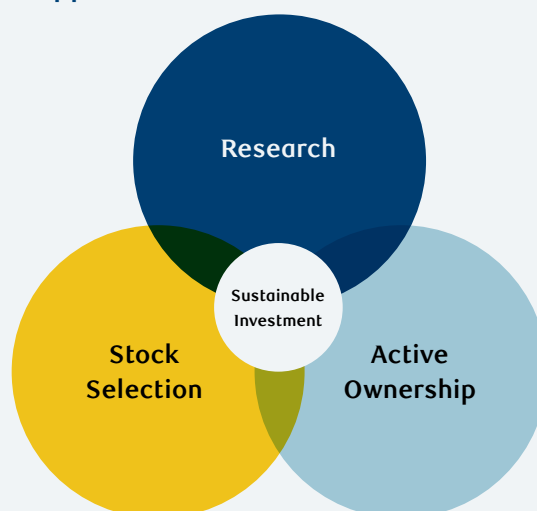 Research
Sustainable
Investment
Stock
Selection
Active
Ownership